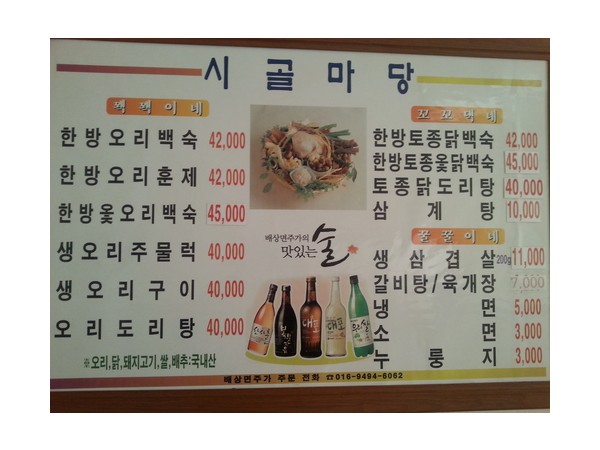 시골마당
꽥꽥이네
한방오리백숙 42,000
한방오리훈제 42,000
한방옻오리백숙 45,000
생오리주물럭 40,000
생오리구이 40,000
오리도리탕 40,000
※오리,닭,돼지고기,쌀,배추:국내산
배상면주가의
맛있는 술
대포
대포
꼬꼬댁네
한방토종닭백숙 42,000
한방토종옻닭백숙 45,000
토종닭도리탕 40,000
삼계탕 10,000
꿀꿀이네
생삼겹살 200g 11,000
갈비탕/육개장 7,000
냉면 5,000
소면 3,000
누룽지 3,000
배상면주가 주문 전화 ☎016-9494-6062